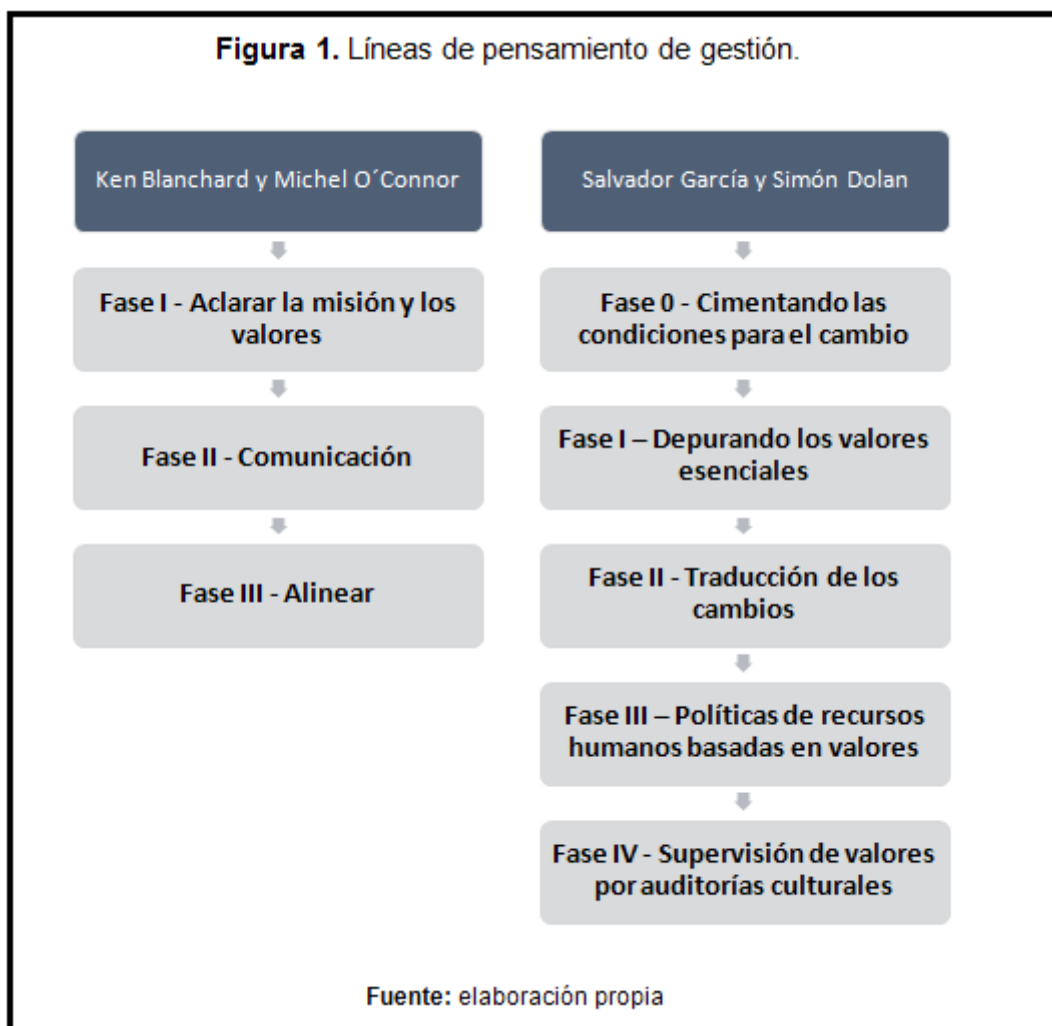 Figura 1. Líneas de pensamiento de gestión.
Ken Blanchard y Michel O´Connor
Fase I - Aclarar la misión y los
valores
Fase II - Comunicación
Fase III - Alinear
Salvador García y Simón Dolan
Fase 0 - Cimentando las
condiciones para el cambio
Fase I – Depurando los valores
esenciales
Fase II - Traducción de los
cambios
Fase III – Políticas de recursos
humanos basadas en valores
Fase IV - Supervisión de valores
por auditorías culturales
Fuente: elaboración propia